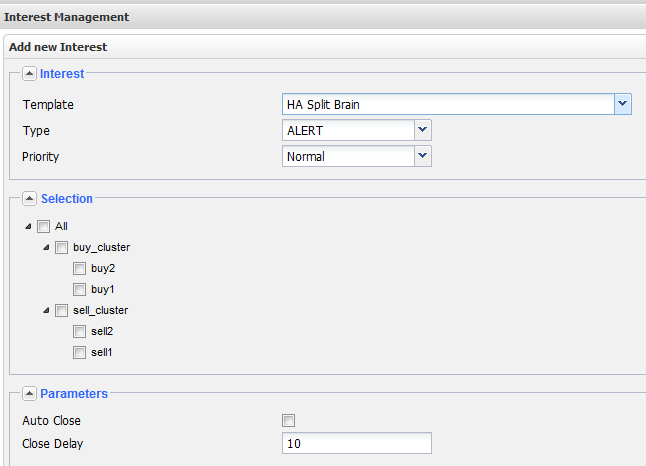 Interest Management
Add new Interest
Interest
Template HA Split Brain
Type ALERT
Priority Normal
Selection
All
buy_cluster
buy2
buy1
sell_cluster
sell2
sell1
Parameters
Auto Close
Close Delay 10